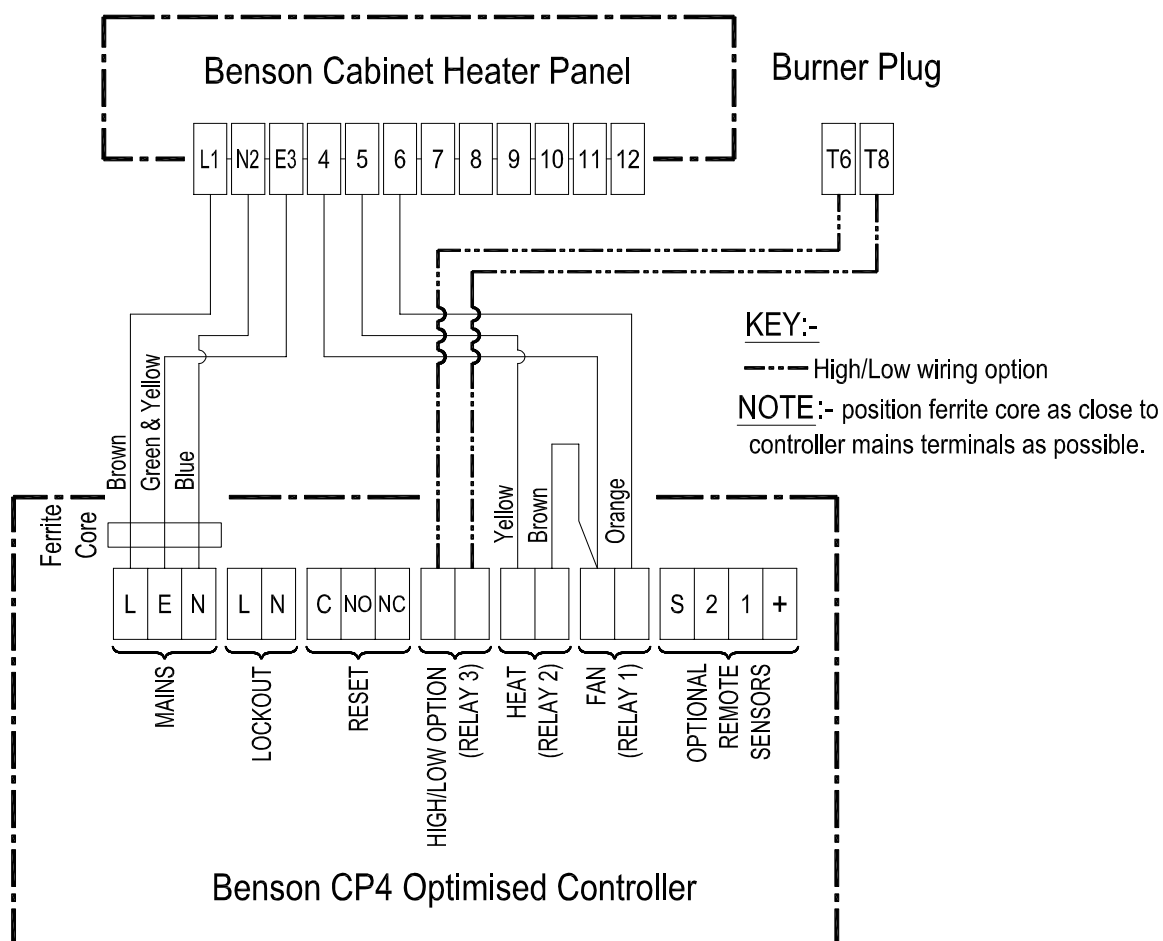 Benson Cabinet Heater Panel
Burner Plug
L1 N2 E3 4 5 6 7 8 9 10 11 12
T6 T8
KEY:-
High/Low wiring option
NOTE:- position ferrite core as close to
controller mains terminals as possible.
Brown
Green & Yellow
Blue
Yellow
Brown
Orange
Ferrite
Core
L E N
L N
C NO NC
S 2 1 +
MAINS
LOCKOUT
RESET
HIGH/LOW OPTION
(RELAY 3)
HEAT
(RELAY 2)
FAN
(RELAY 1)
OPTIONAL
REMOTE
SENSORS
Benson CP4 Optimised Controller